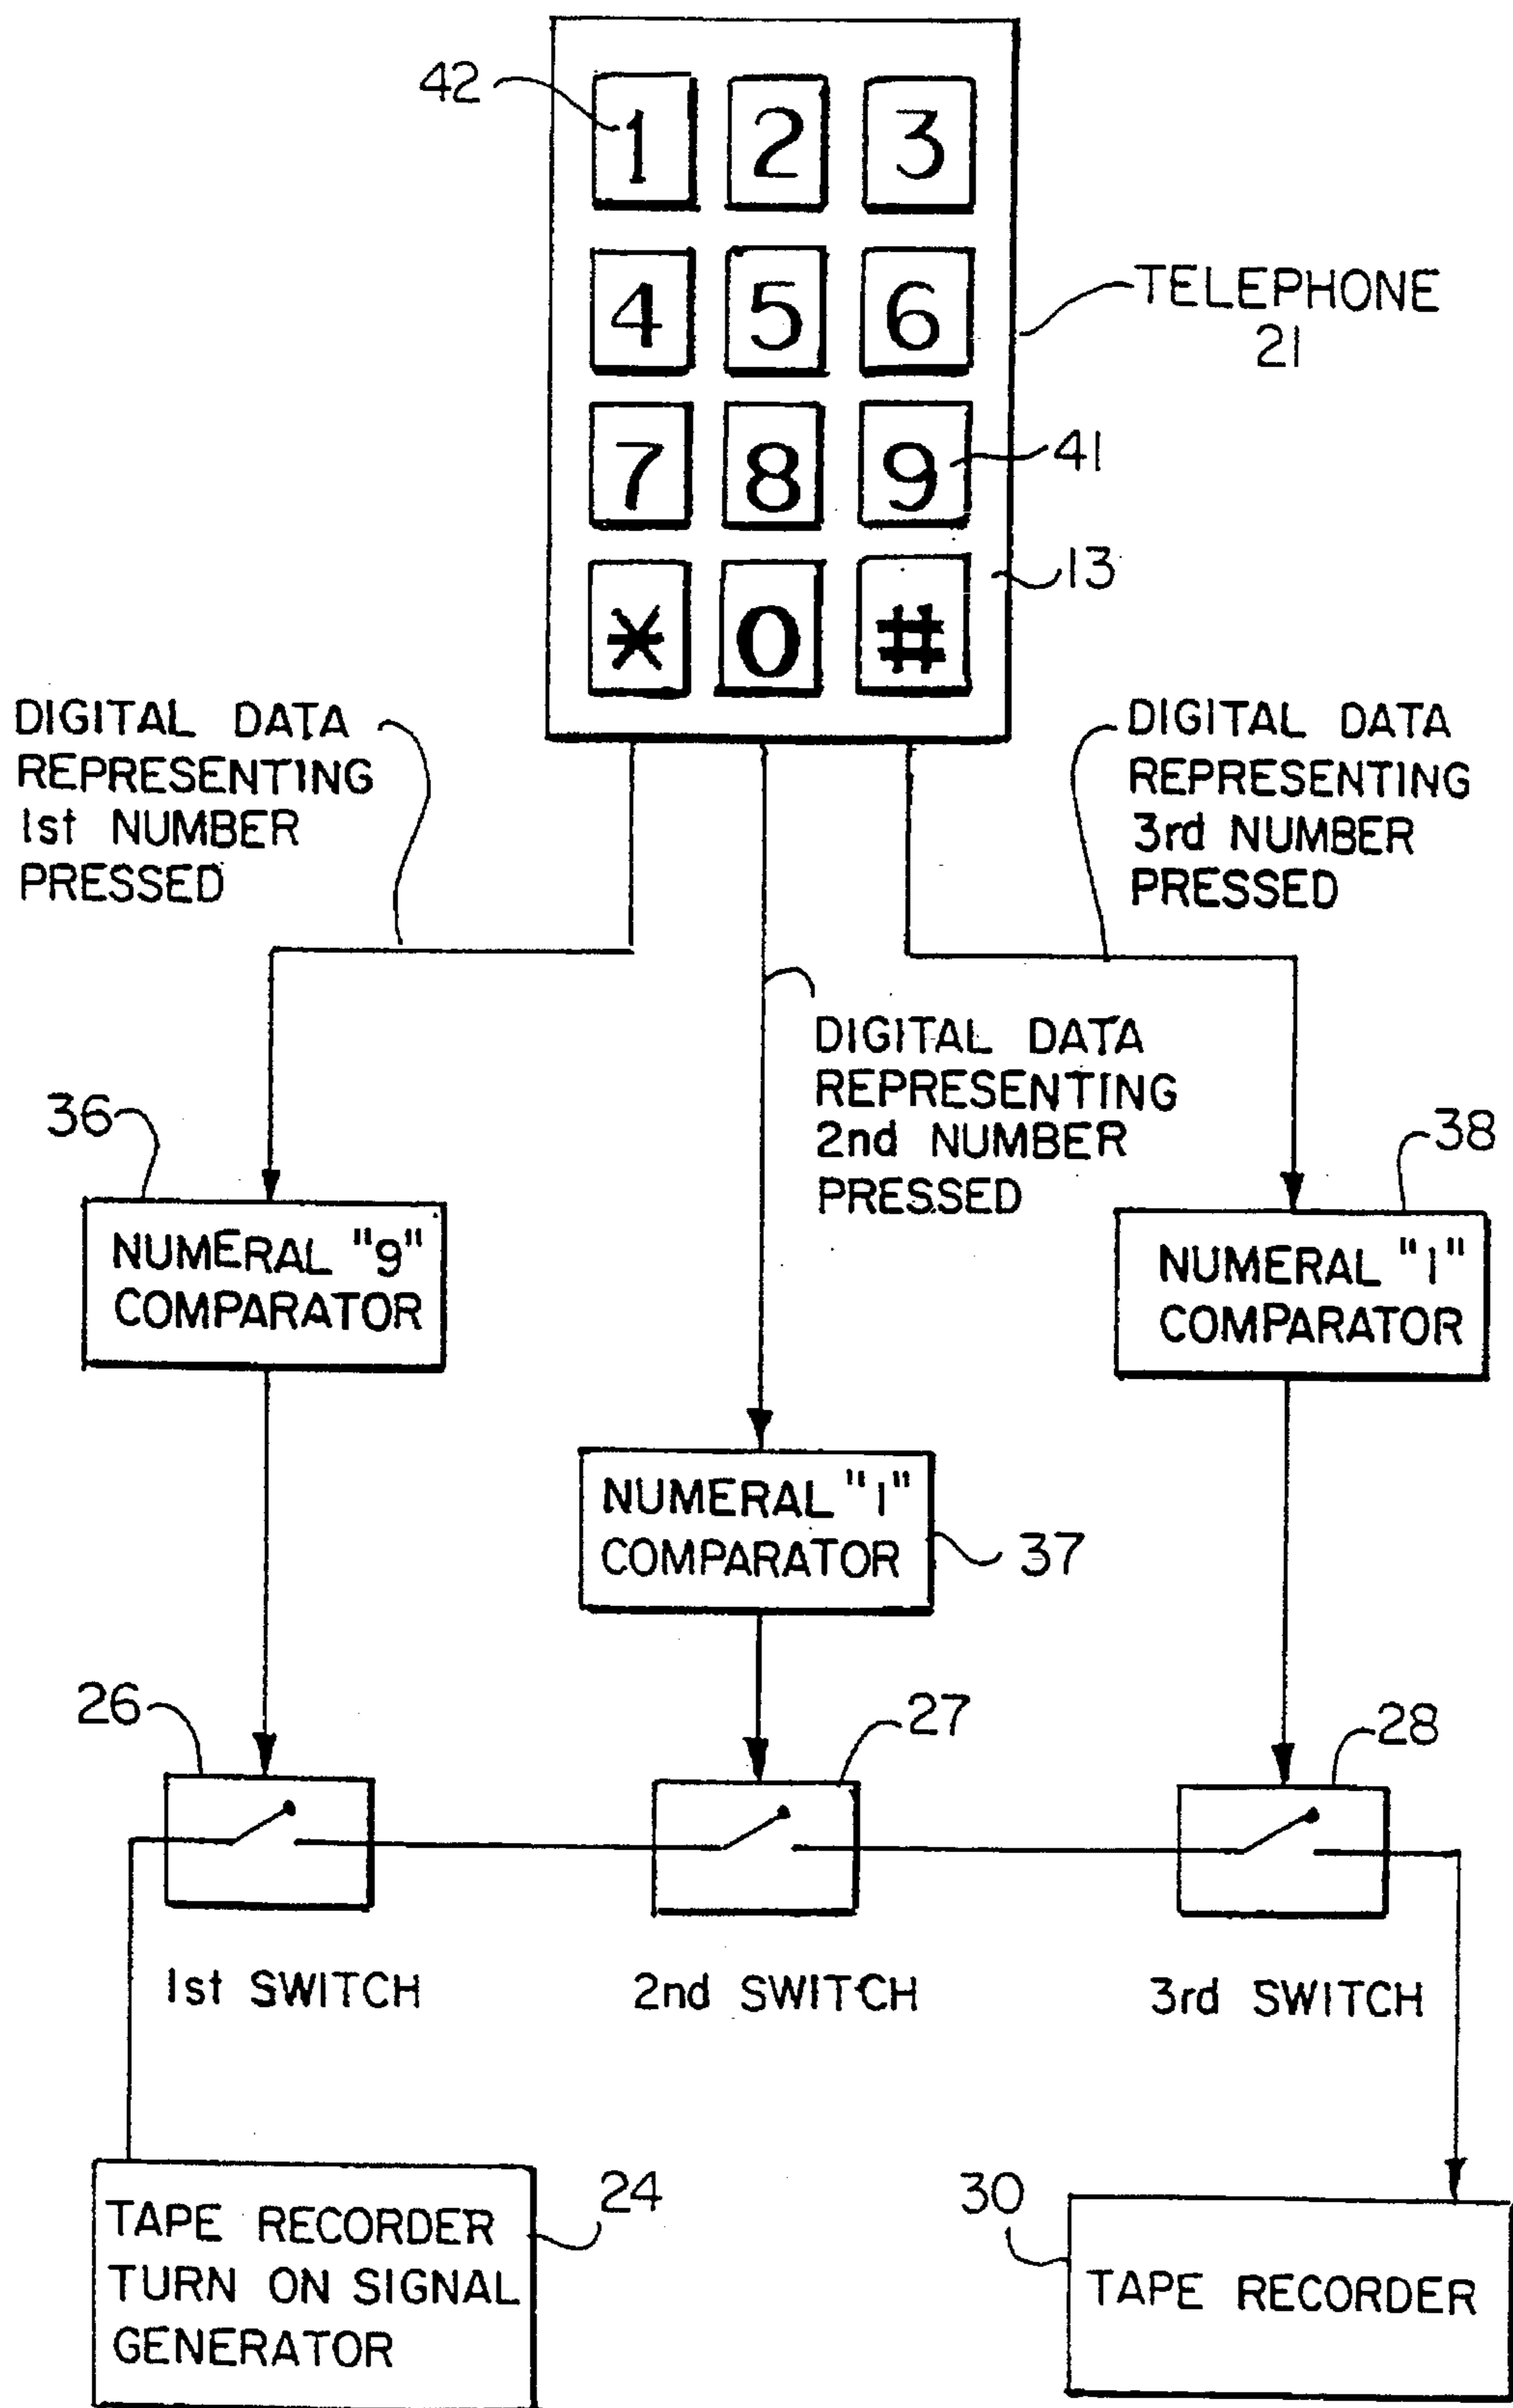 42
1 2 3
4 5 6
TELEPHONE
21
7 8 9
41
13
* 0 #
DIGITAL DATA
REPRESENTING
1st NUMBER
PRESSED
DIGITAL DATA
REPRESENTING
3rd NUMBER
PRESSED
DIGITAL DATA
REPRESENTING
2nd NUMBER
PRESSED
36
NUMERAL "9"
COMPARATOR
38
NUMERAL "1"
COMPARATOR
NUMERAL "1"
COMPARATOR
37
26
27
28
1st SWITCH
2nd SWITCH
3rd SWITCH
TAPE RECORDER
TURN ON SIGNAL
GENERATOR
24
30
TAPE RECORDER